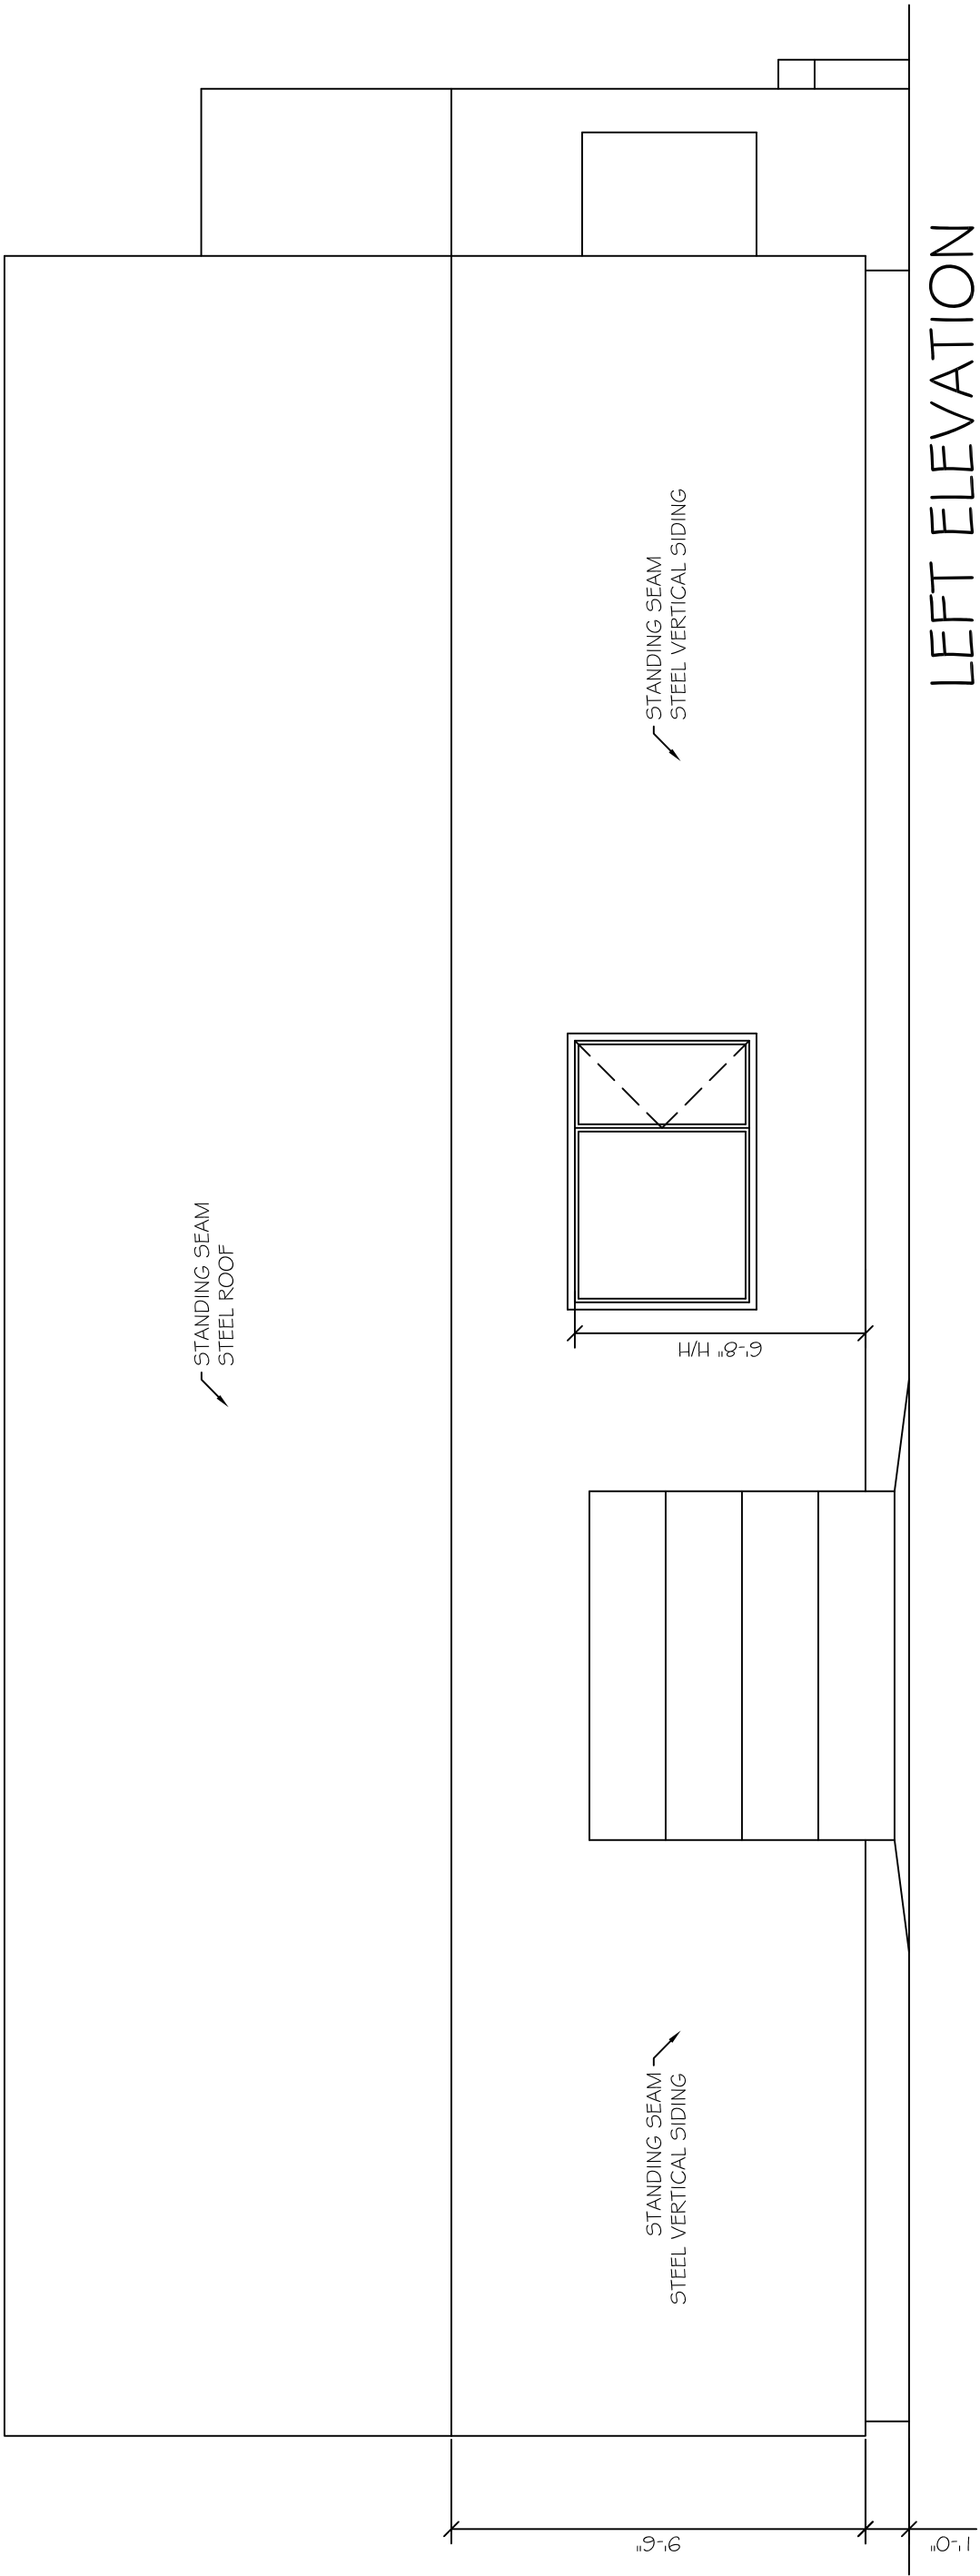 STANDING SEAM
STEEL ROOF
STANDING SEAM
STEEL VERTICAL SIDING
6'-8" H/H
STANDING SEAM
STEEL VERTICAL SIDING
9'-6"
1'-0"
LEFT ELEVATION